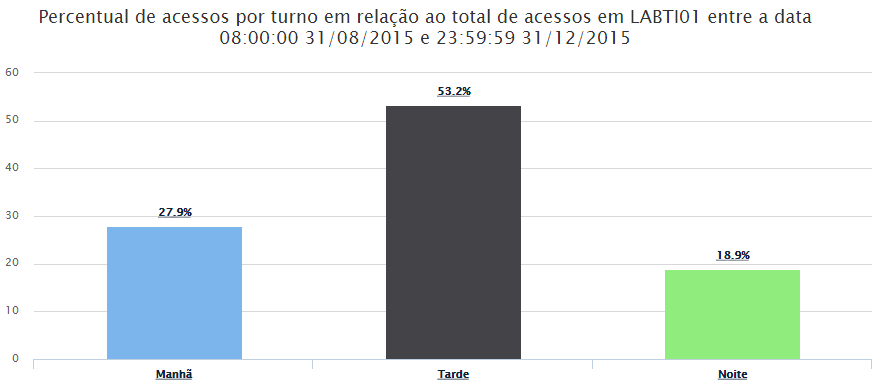 Percentual de acessos por turno em relação ao total de acessos em LABTI01 entre a data
08:00:00 31/08/2015 e 23:59:59 31/12/2015
60
50
40
30
20
10
0
27.9%
53.2%
18.9%
Manhã
Tarde
Noite